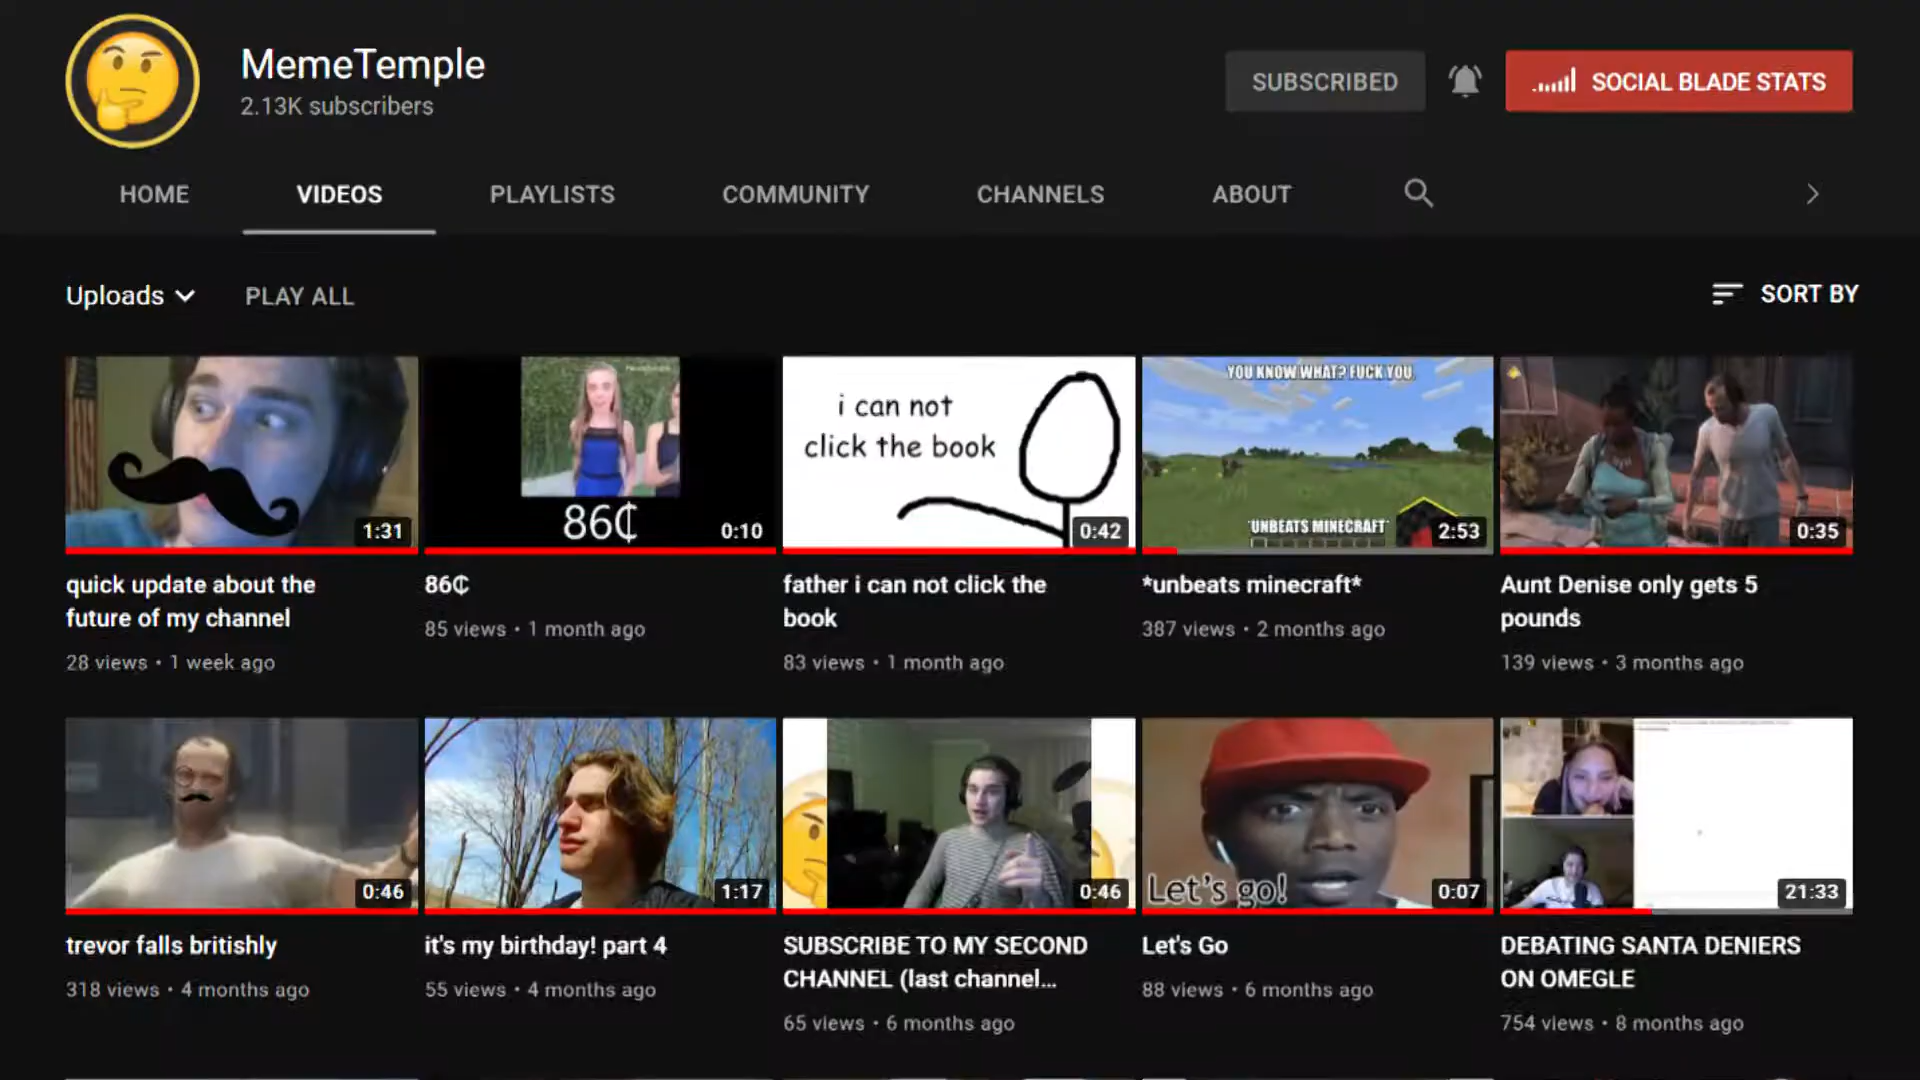 MemeTemple
2.13K subscribers
SUBSCRIBED
SOCIAL BLADE STATS
HOME
VIDEOS
PLAYLISTS
COMMUNITY
CHANNELS
ABOUT
Uploads
PLAY ALL
SORT BY
1:31
86₵
0:10
i can not
click the book
0:42
YOU KNOW WHAT? FUCK YOU.
*UNBEATS MINECRAFT*
2:53
0:35
quick update about the
future of my channel
28 views • 1 week ago
86₵
85 views • 1 month ago
father i can not click the
book
83 views • 1 month ago
*unbeats minecraft*
387 views • 2 months ago
Aunt Denise only gets 5
pounds
139 views • 3 months ago
0:46
1:17
0:46
Let's go!
0:07
21:33
trevor falls britishly
318 views • 4 months ago
it's my birthday! part 4
55 views • 4 months ago
SUBSCRIBE TO MY SECOND
CHANNEL (last channel...
65 views • 6 months ago
Let's Go
88 views • 6 months ago
DEBATING SANTA DENIERS
ON OMEGLE
754 views • 8 months ago